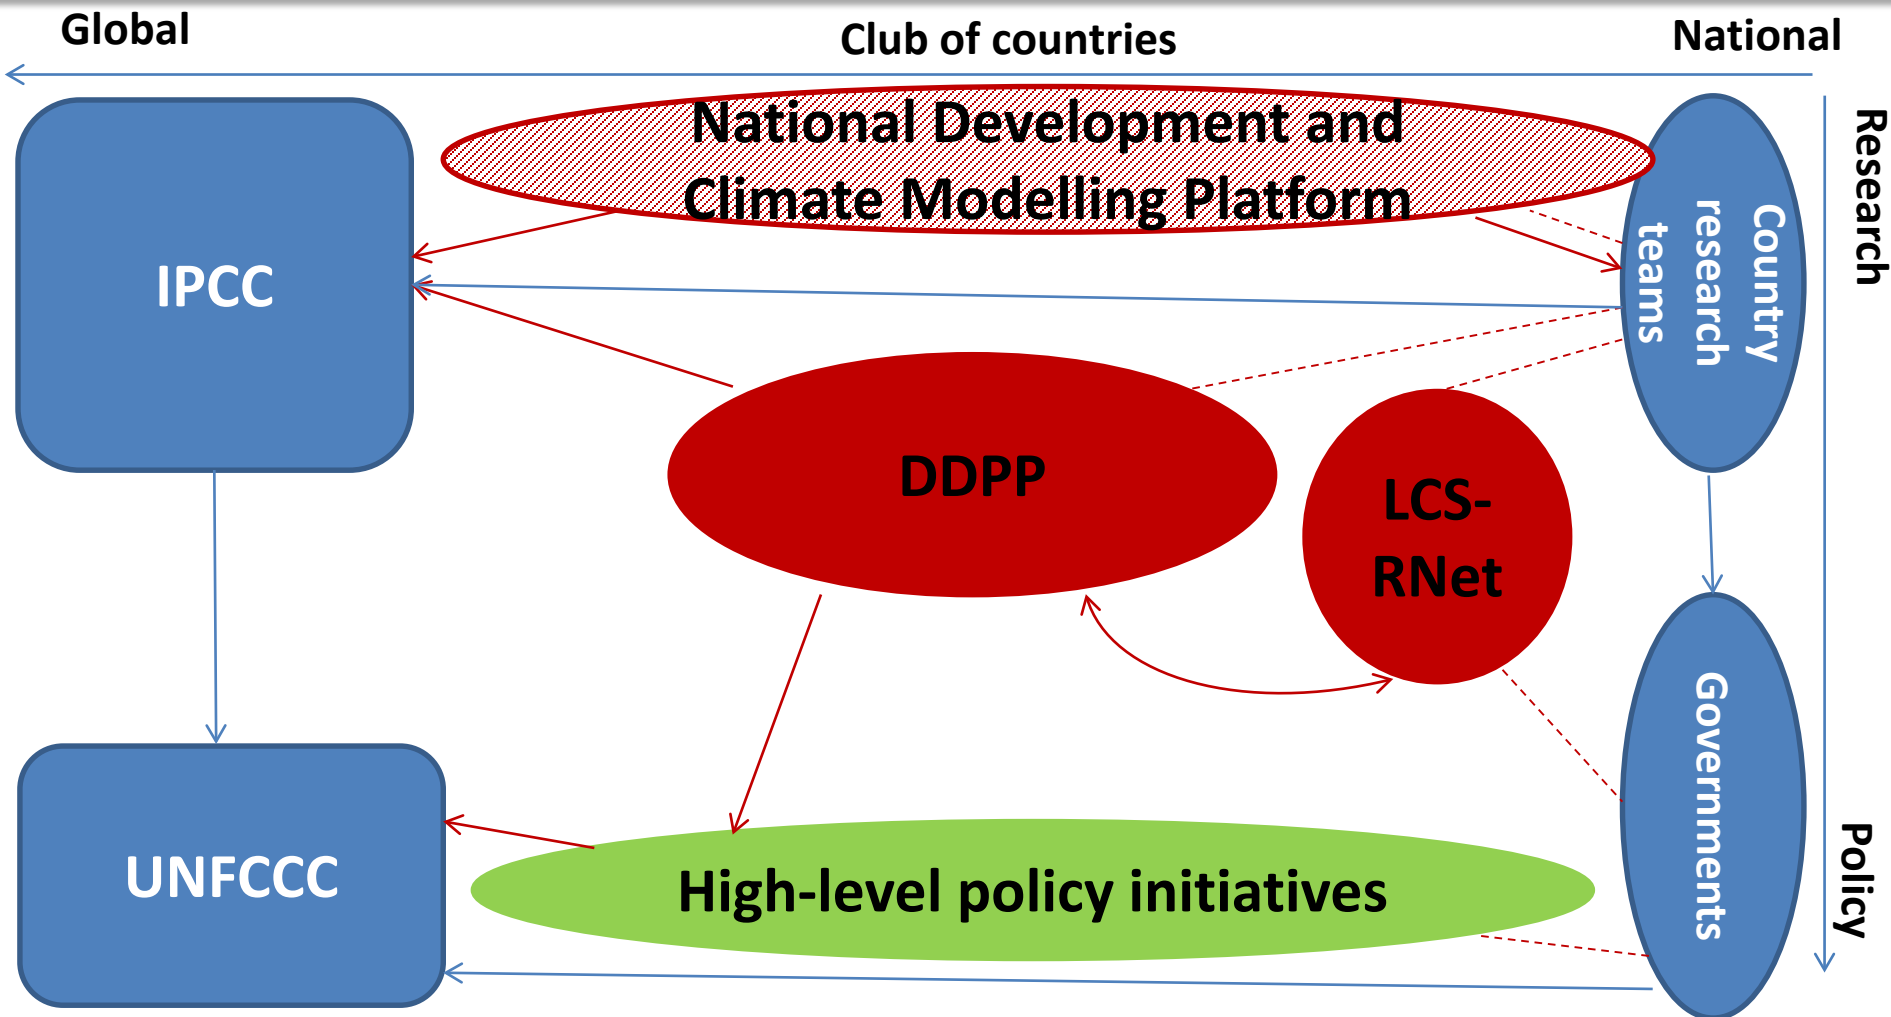 Global
Club of countries
National
National Development and
Climate Modelling Platform
Research
IPCC
Country
research
teams
DDPP
LCS-
RNet
Governments
Policy
UNFCCC
High-level policy initiatives